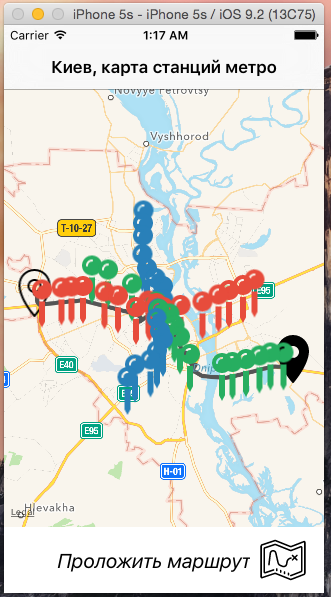 iPhone 5s - iPhone 5s / iOS 9.2 (13C75)
Carrier 1:17 AM
Киев, карта станций метро
Novyye Petrovtsy
Vyshhorod
T-10-27
E95
E40
E95
H-01
Hlevakha
Legal
Проложить маршрут